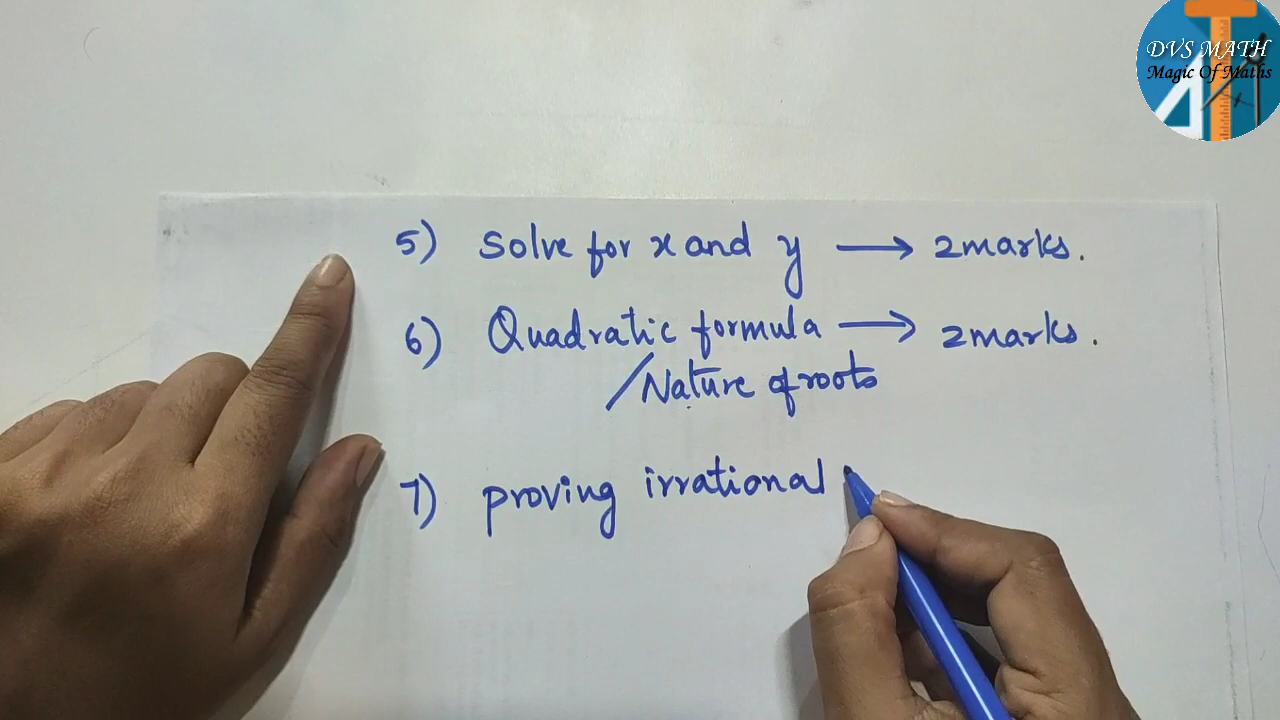 DVS MATH
Magic Of Maths
5) Solve for x and y → 2marks.
6) Quadratic formula → 2marks.
/Nature of roots
7) proving irrational